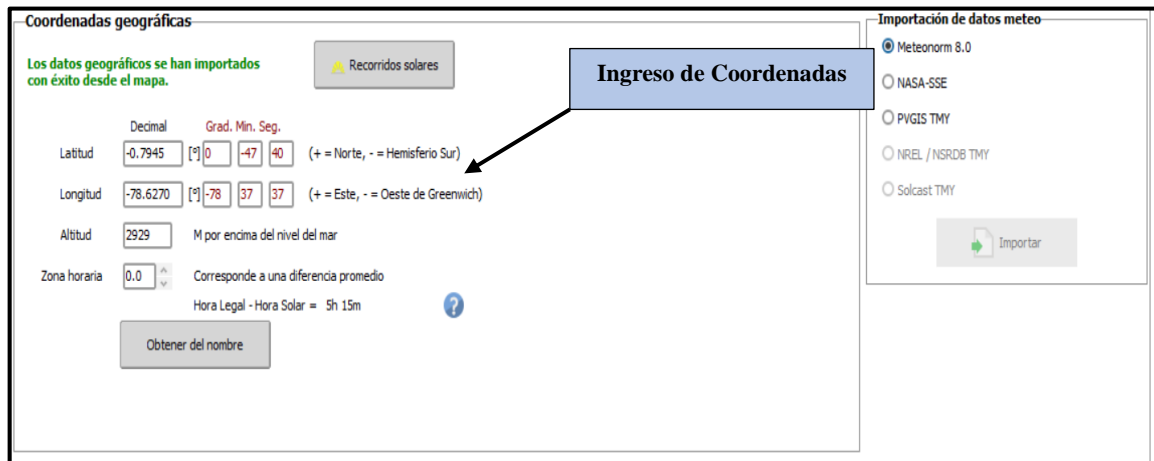 Coordenadas geográficas
Los datos geográficos se han importados
con éxito desde el mapa.
Recorridos solares
Ingreso de Coordenadas
Decimal Grad. Min. Seg.
Latitud -0.7945 [°] 0 -47 40 (+ = Norte, - = Hemisferio Sur)
Longitud -78.6270 [°] -78 37 37 (+ = Este, - = Oeste de Greenwich)
Altitud 2929 M por encima del nivel del mar
Zona horaria 0.0 Corresponde a una diferencia promedio
Hora Legal - Hora Solar = 5h 15m ?
Obtener del nombre
Importación de datos meteo
Meteonorm 8.0
NASA-SSE
PVGIS TMY
NREL / NSRDB TMY
Solcast TMY
Importar